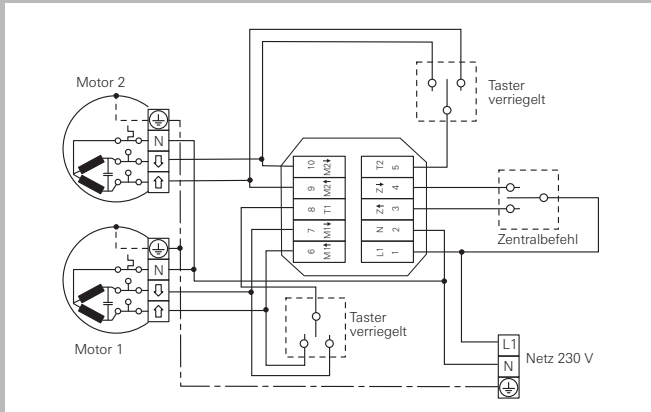 Motor 2
N
Taster
verriegelt
10 M2↓
9 M2↑
8 T1
7 M1↓
6 M1↑
T2 5
Z↓ 4
Z↑ 3
N 2
L1 1
Zentralbefehl
N
Motor 1
Taster
verriegelt
L1
N
Netz 230 V